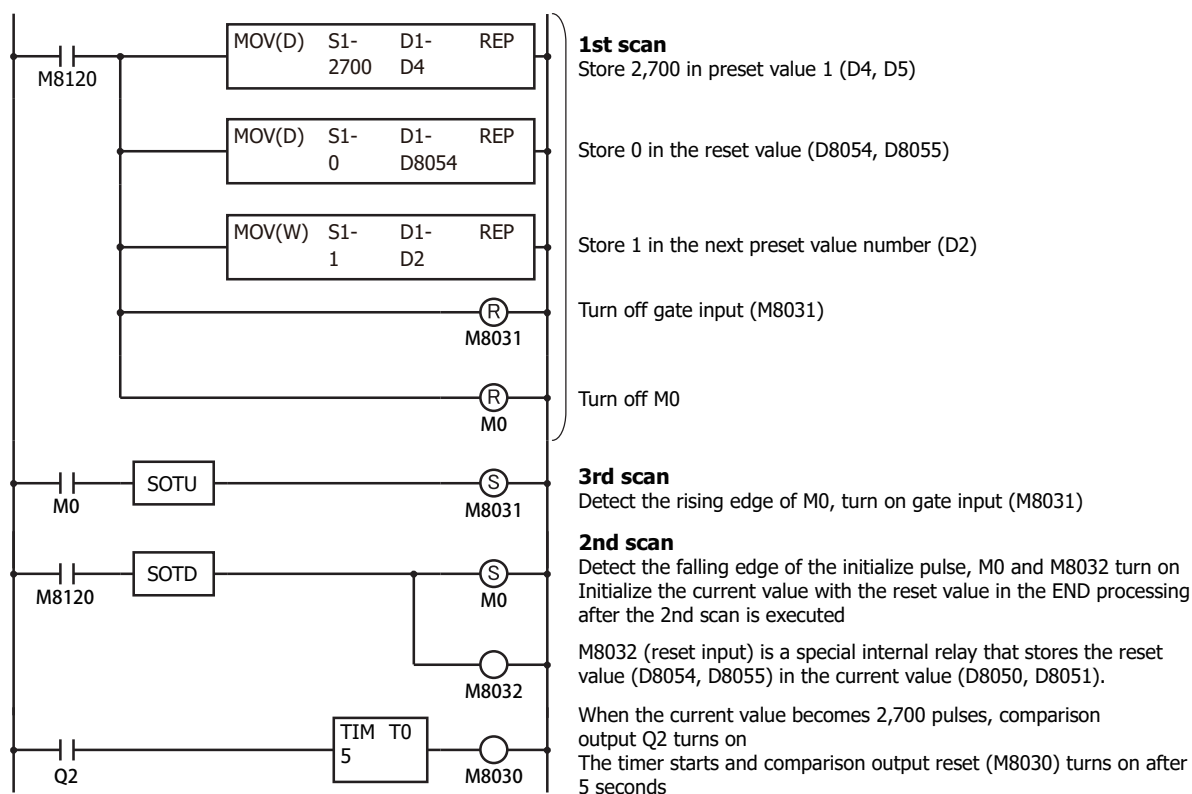 MOV(D) S1- D1- REP
2700 D4
M8120
1st scan
Store 2,700 in preset value 1 (D4, D5)
MOV(D) S1- D1- REP
0 D8054
Store 0 in the reset value (D8054, D8055)
MOV(W) S1- D1- REP
1 D2
Store 1 in the next preset value number (D2)
R
M8031
Turn off gate input (M8031)
R
M0
Turn off M0
M0
SOTU
S
M8031
3rd scan
Detect the rising edge of M0, turn on gate input (M8031)
M8120
SOTD
S
M0
2nd scan
Detect the falling edge of the initialize pulse, M0 and M8032 turn on
Initialize the current value with the reset value in the END processing
after the 2nd scan is executed
M8032
M8032 (reset input) is a special internal relay that stores the reset
value (D8054, D8055) in the current value (D8050, D8051).
Q2
TIM T0
5
M8030
When the current value becomes 2,700 pulses, comparison
output Q2 turns on
The timer starts and comparison output reset (M8030) turns on after
5 seconds